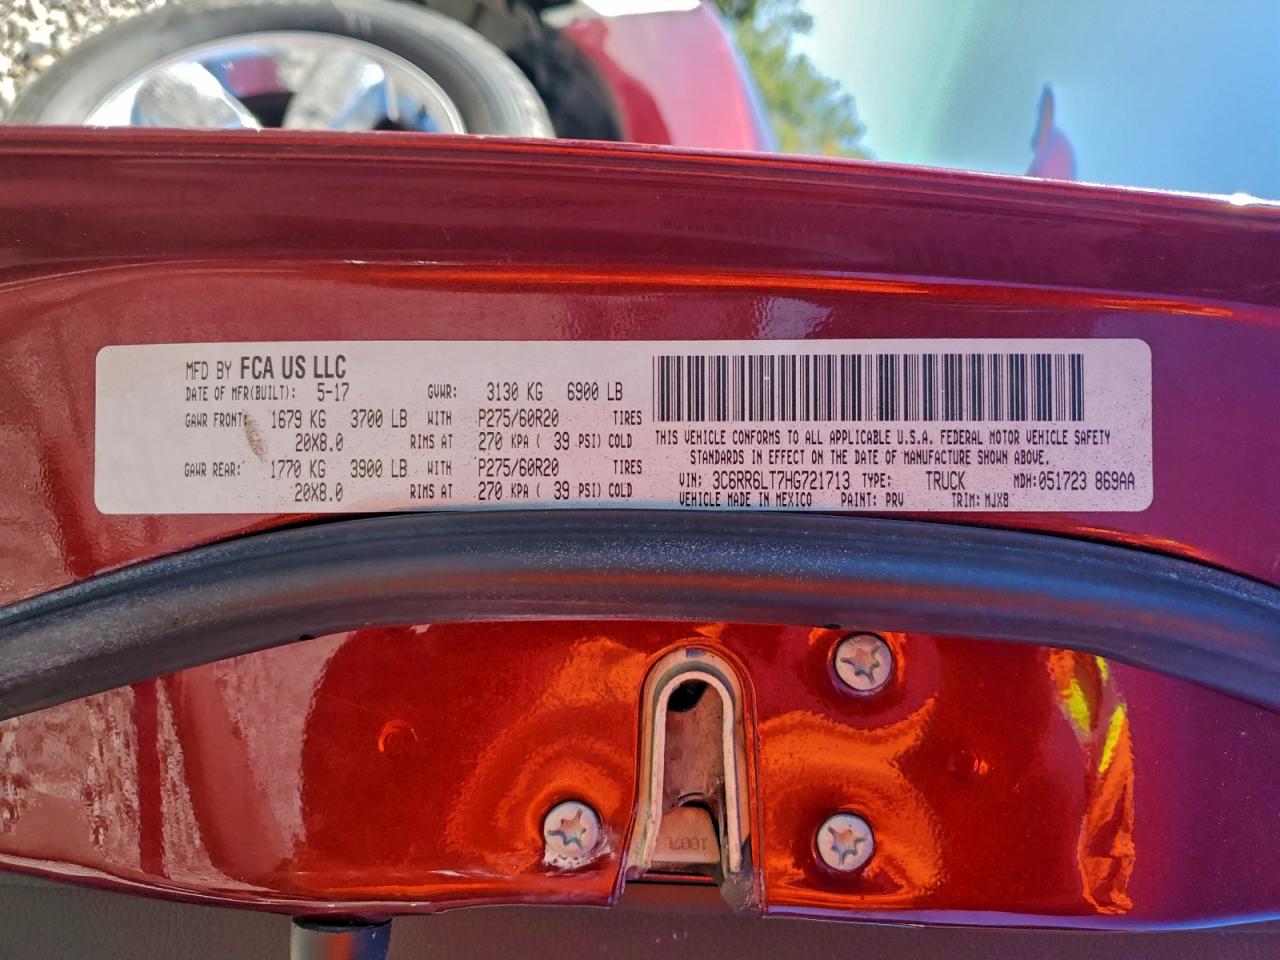 MFD BY FCA US LLC
DATE OF MFR(BUILT): 5-17 GVWR: 3130 KG 6900 LB
GAWR FRONT: 1679 KG 3700 LB WITH P275/60R20 TIRES
20X8.0 RIMS AT 270 KPA ( 39 PSI) COLD
GAWR REAR: 1770 KG 3900 LB WITH P275/60R20 TIRES
20X8.0 RIMS AT 270 KPA ( 39 PSI) COLD
THIS VEHICLE CONFORMS TO ALL APPLICABLE U.S.A. FEDERAL MOTOR VEHICLE SAFETY
STANDARDS IN EFFECT ON THE DATE OF MANUFACTURE SHOWN ABOVE.
VIN: 3C6RR6LT7HG721713 TYPE: TRUCK MDH:051723 869AA
VEHICLE MADE IN MEXICO PAINT: PRV TRIM: MJX8